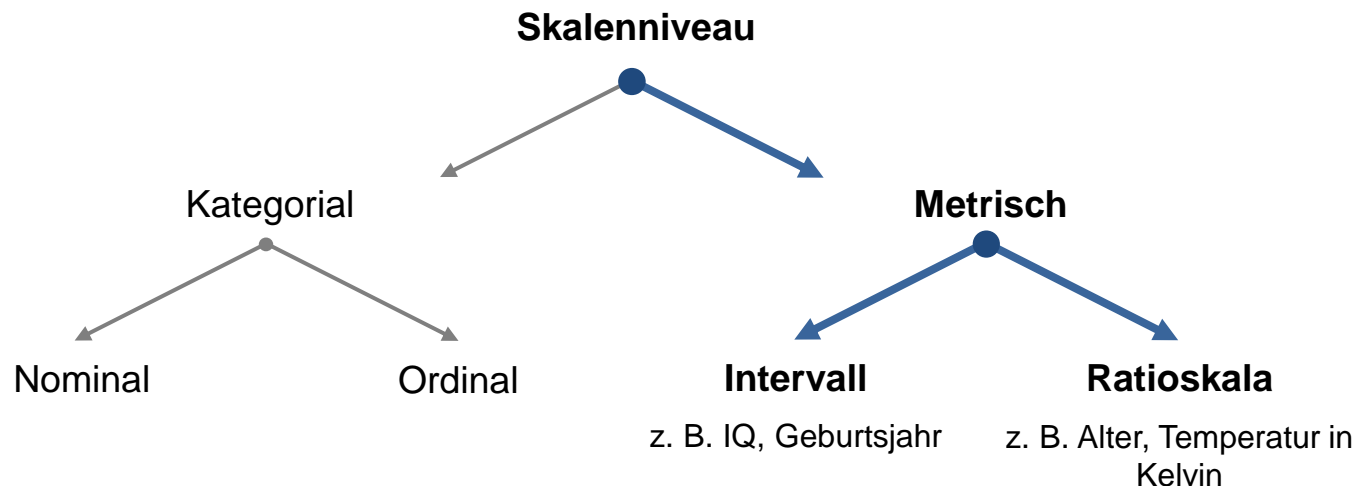 Skalenniveau
Kategorial
Metrisch
Nominal
Ordinal
Intervall
Ratioskala
z. B. IQ, Geburtsjahr
z. B. Alter, Temperatur in
Kelvin